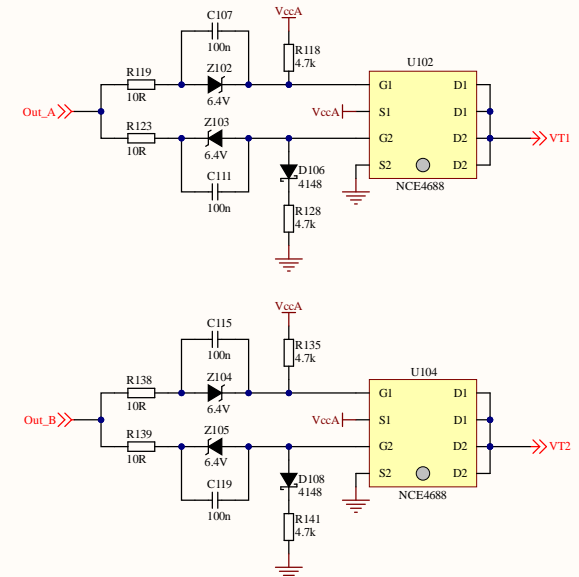 VccA
C107
100n
R118
4.7k
R119
10R
Z102
6.4V
U102
G1
D1
Out_A
VccA
S1
D1
R123
10R
Z103
6.4V
G2
D2
VT1
D106
4148
S2
D2
C111
100n
NCE4688
R128
4.7k
VccA
C115
100n
R135
4.7k
R138
10R
Z104
6.4V
U104
G1
D1
Out_B
VccA
S1
D1
R139
10R
Z105
6.4V
G2
D2
VT2
D108
4148
S2
D2
C119
100n
NCE4688
R141
4.7k